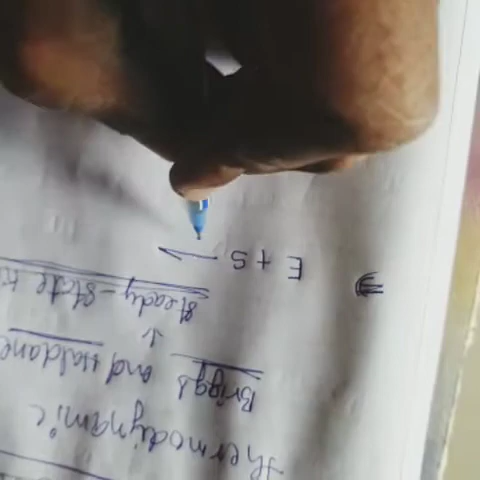 thermodynamic
Briggs and Haldane
↓
Steady-State
E + S ⇌